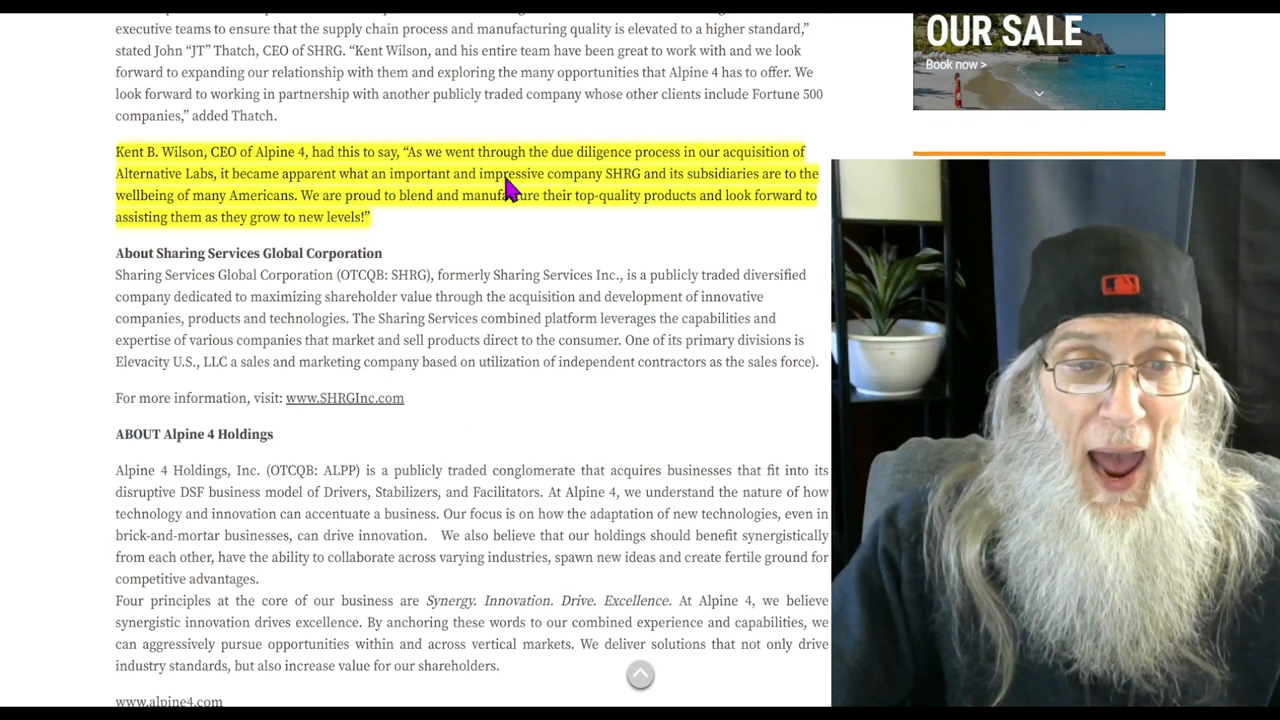 executive teams to ensure that the supply chain process and manufacturing quality is elevated to a higher standard,”
stated John “JT” Thatch, CEO of SHRG. “Kent Wilson, and his entire team have been great to work with and we look
forward to expanding our relationship with them and exploring the many opportunities that Alpine 4 has to offer. We
look forward to working in partnership with another publicly traded company whose other clients include Fortune 500
companies,” added Thatch.
Kent B. Wilson, CEO of Alpine 4, had this to say, “As we went through the due diligence process in our acquisition of
Alternative Labs, it became apparent what an important and impressive company SHRG and its subsidiaries are to the
wellbeing of many Americans. We are proud to blend and manufacture their top-quality products and look forward to
assisting them as they grow to new levels!”
About Sharing Services Global Corporation
Sharing Services Global Corporation (OTCQB: SHRG), formerly Sharing Services Inc., is a publicly traded diversified
company dedicated to maximizing shareholder value through the acquisition and development of innovative
companies, products and technologies. The Sharing Services combined platform leverages the capabilities and
expertise of various companies that market and sell products direct to the consumer. One of its primary divisions is
Elevacity U.S., LLC a sales and marketing company based on utilization of independent contractors as the sales force).
For more information, visit: www.SHRGInc.com
ABOUT Alpine 4 Holdings
Alpine 4 Holdings, Inc. (OTCQB: ALPP) is a publicly traded conglomerate that acquires businesses that fit into its
disruptive DSF business model of Drivers, Stabilizers, and Facilitators. At Alpine 4, we understand the nature of how
technology and innovation can accentuate a business. Our focus is on how the adaptation of new technologies, even in
brick-and-mortar businesses, can drive innovation. We also believe that our holdings should benefit synergistically
from each other, have the ability to collaborate across varying industries, spawn new ideas and create fertile ground for
competitive advantages.
Four principles at the core of our business are Synergy. Innovation. Drive. Excellence. At Alpine 4, we believe
synergistic innovation drives excellence. By anchoring these words to our combined experience and capabilities, we
can aggressively pursue opportunities within and across vertical markets. We deliver solutions that not only drive
industry standards, but also increase value for our shareholders.
www.alpine4.com
OUR SALE
Book now >